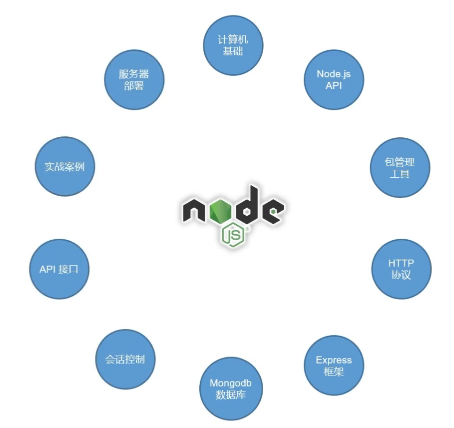 计算机
基础
Node.js
API
包管理
工具
HTTP
协议
Express
框架
Mongodb
数据库
会话控制
API 接口
实战案例
服务器
部署
node
JS